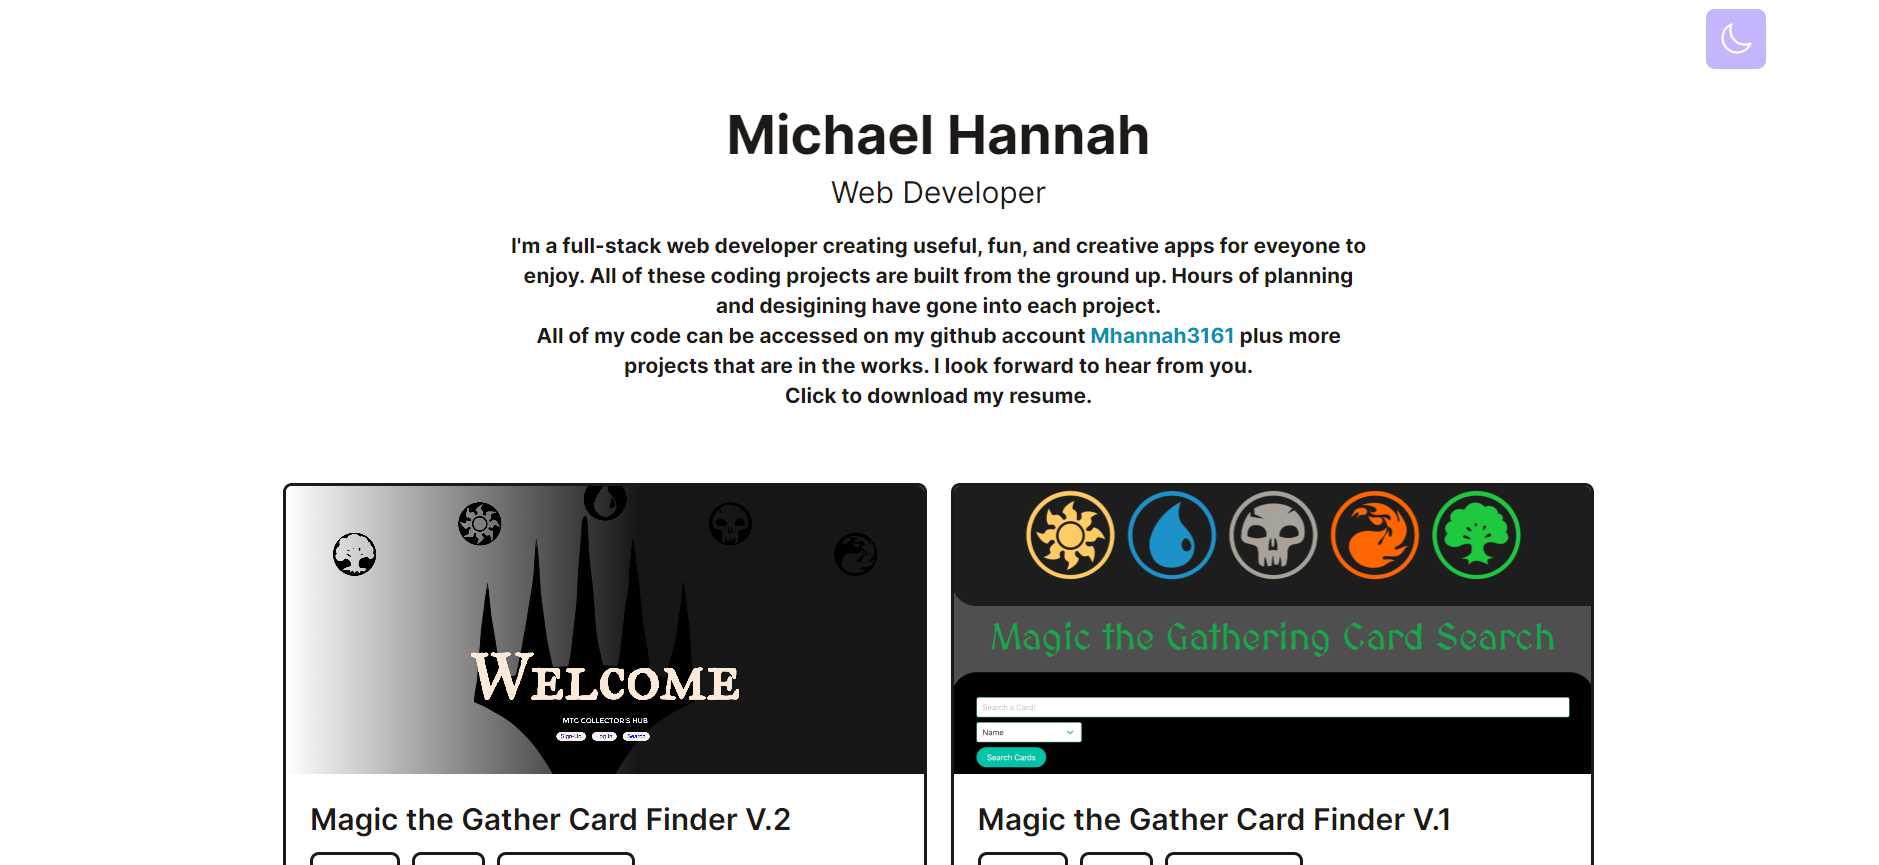 Michael Hannah
Web Developer
I'm a full-stack web developer creating useful, fun, and creative apps for eveyone to
enjoy. All of these coding projects are built from the ground up. Hours of planning
and desigining have gone into each project.
All of my code can be accessed on my github account Mhannah3161 plus more
projects that are in the works. I look forward to hear from you.
Click to download my resume.
WELCOME
MTG COLLECTOR'S HUB
Sign-Up Log In Search
Magic the Gather Card Finder V.2
Magic the Gathering Card Search
Search a Card!
Name
Search Cards
Magic the Gather Card Finder V.1